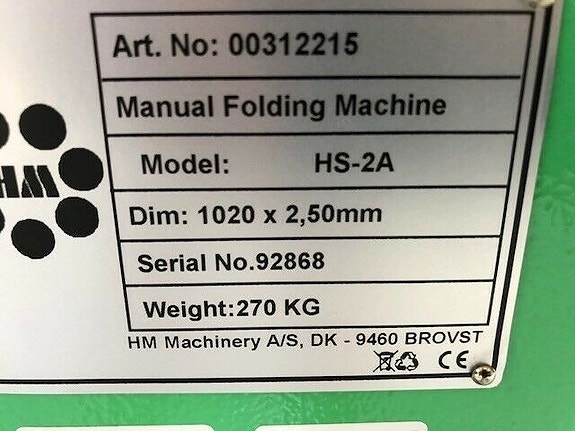 Art. No: 00312215
Manual Folding Machine
HM
Model: HS-2A
Dim: 1020 x 2,50mm
Serial No.92868
Weight:270 KG
HM Machinery A/S, DK - 9460 BROVST
CE